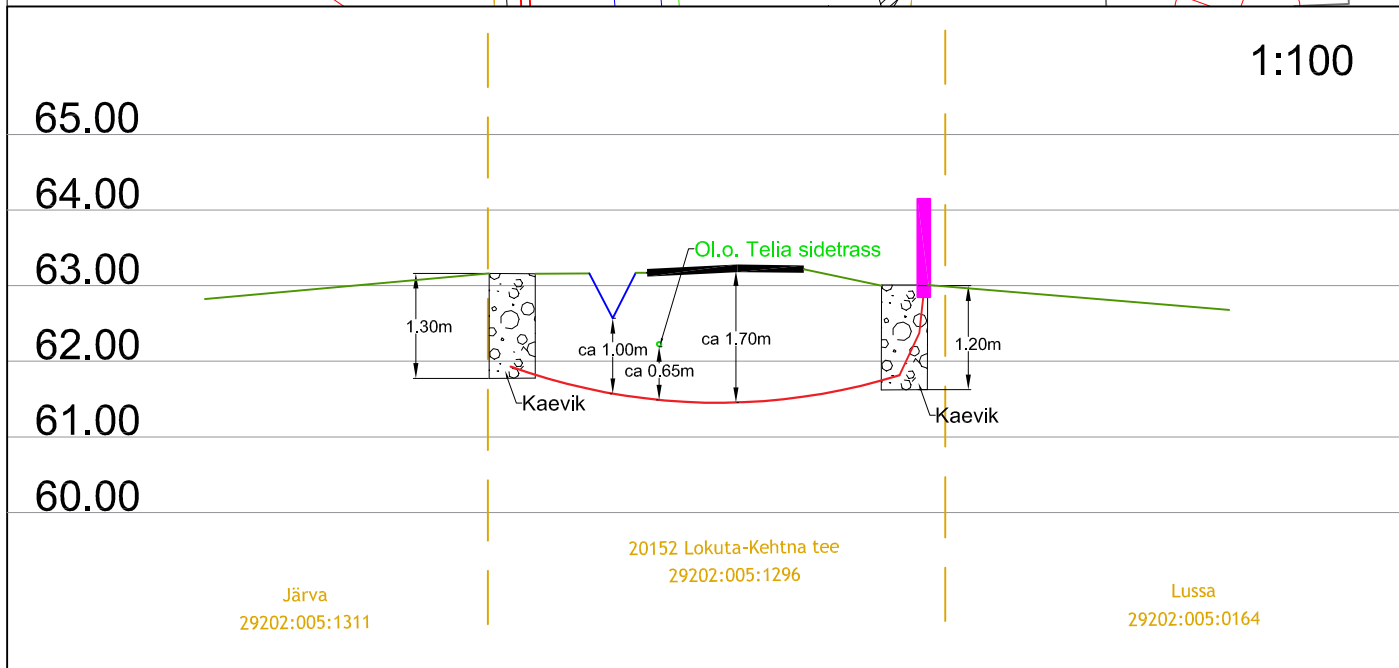 1:100
65.00
64.00
63.00
62.00
61.00
60.00
Ol.o. Telia sidetrass
1.30m
ca 1.00m
ca 0.65m
ca 1.70m
1.20m
Kaevik
Kaevik
20152 Lokuta-Kehtna tee
29202:005:1296
Järva
29202:005:1311
Lussa
29202:005:0164